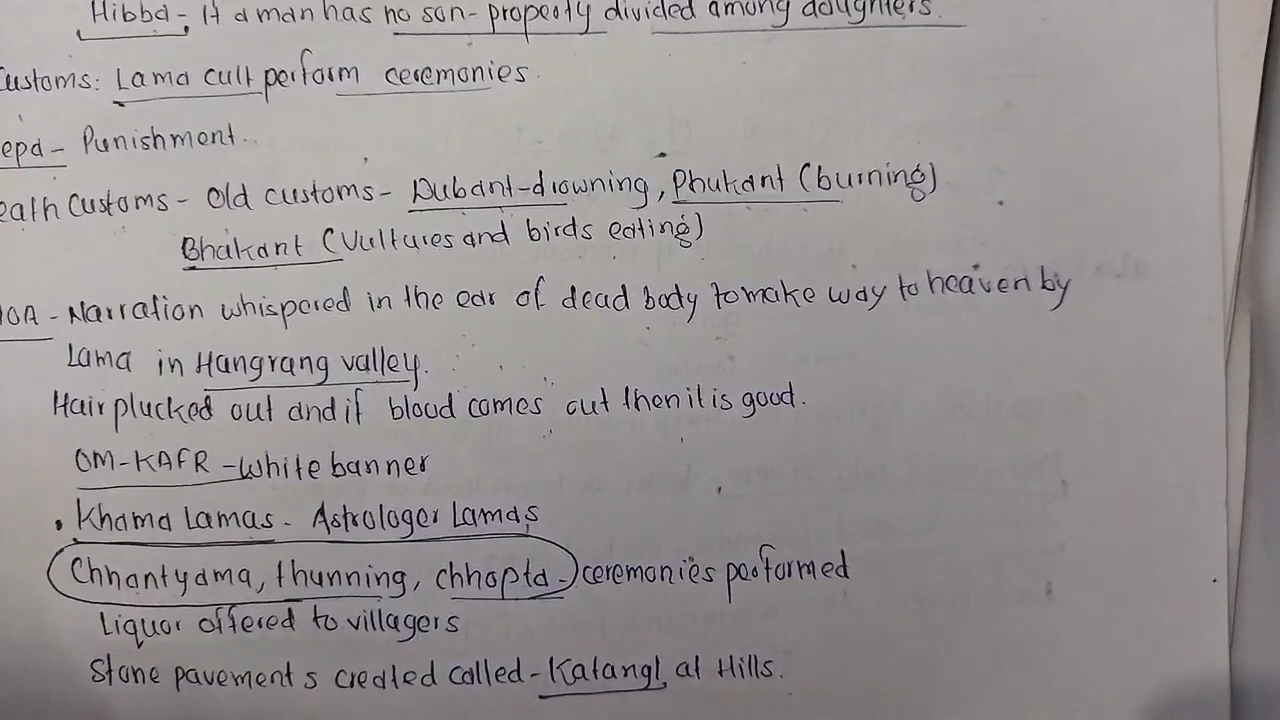 Hibba - If a man has no son - property divided among daughters.
Customs: Lama cult perform ceremonies.
epa - Punishment.
eath Customs - Old customs - Dubant - drowning, Phukant (burning)
Bhakant (Vultures and birds eating)
- Narration whispered in the ear of dead body to make way to heaven by
Lama in Hangrang valley.
Hair plucked out and if blood comes out then it is good.
OM-KAFR - white banner
. Khama Lamas - Astrologer Lamas
Chhantyama, thunning, chhopta - ceremonies performed
Liquor offered to villagers
Stone pavements created called - Katangl at Hills.